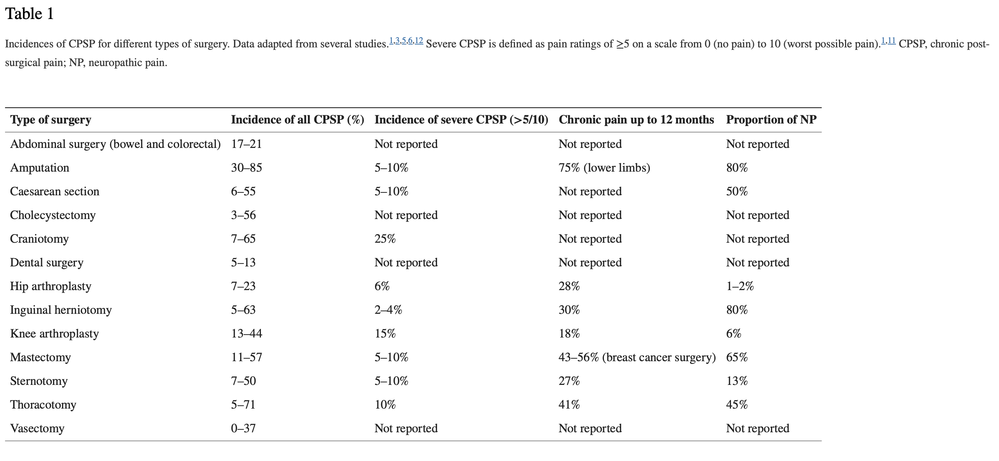 Table 1
Incidences of CPSP for different types of surgery. Data adapted from several studies.1,3,5,6,12 Severe CPSP is defined as pain ratings of ≥5 on a scale from 0 (no pain) to 10 (worst possible pain).1,11 CPSP, chronic post-
surgical pain; NP, neuropathic pain.
Type of surgery Incidence of all CPSP (%) Incidence of severe CPSP (>5/10) Chronic pain up to 12 months Proportion of NP
Abdominal surgery (bowel and colorectal) 17–21 Not reported Not reported Not reported
Amputation 30–85 5–10% 75% (lower limbs) 80%
Caesarean section 6–55 5–10% Not reported 50%
Cholecystectomy 3–56 Not reported Not reported Not reported
Craniotomy 7–65 25% Not reported Not reported
Dental surgery 5–13 Not reported Not reported Not reported
Hip arthroplasty 7–23 6% 28% 1–2%
Inguinal herniotomy 5–63 2–4% 30% 80%
Knee arthroplasty 13–44 15% 18% 6%
Mastectomy 11–57 5–10% 43–56% (breast cancer surgery) 65%
Sternotomy 7–50 5–10% 27% 13%
Thoracotomy 5–71 10% 41% 45%
Vasectomy 0–37 Not reported Not reported Not reported